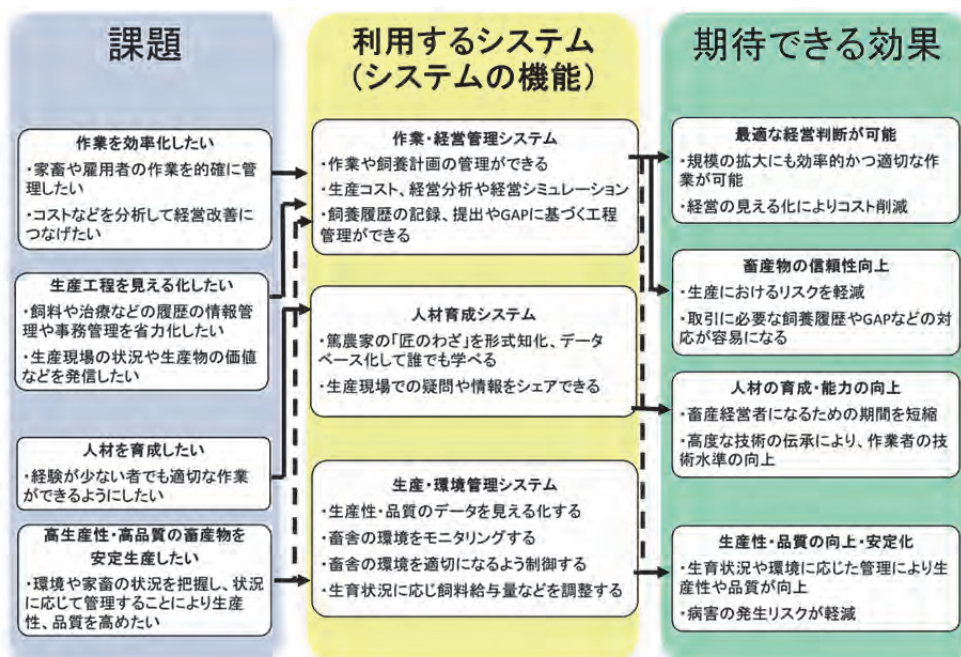 課題
作業を効率化したい
・家畜や雇用者の作業を的確に管
理したい
・コストなどを分析して経営改善に
つなげたい
生産工程を見える化したい
・飼料や治療などの履歴の情報管
理や事務管理を省力化したい
・生産現場の状況や生産物の価値
などを発信したい
人材を育成したい
・経験が少ない者でも適切な作業
ができるようにしたい
高生産性・高品質の畜産物を
安定生産したい
・環境や家畜の状況を把握し、状況
に応じて管理することにより生産
性、品質を高めたい
利用するシステム
(システムの機能)
作業・経営管理システム
・作業や飼養計画の管理ができる
・生産コスト、経営分析や経営シミュレーション
・飼養履歴の記録、提出やGAPに基づく工程
管理ができる
人材育成システム
・篤農家の「匠のわざ」を形式知化、データ
ベース化して誰でも学べる
・生産現場での疑問や情報をシェアできる
生産・環境管理システム
・生産性・品質のデータを見える化する
・畜舎の環境をモニタリングする
・畜舎の環境を適切になるよう制御する
・生育状況に応じ飼料給与量などを調整する
期待できる効果
最適な経営判断が可能
・規模の拡大にも効率的かつ適切な作
業が可能
・経営の見える化によりコスト削減
畜産物の信頼性向上
・生産におけるリスクを軽減
・取引に必要な飼養履歴やGAPなどの対
応が容易になる
人材の育成・能力の向上
・畜産経営者になるための期間を短縮
・高度な技術の伝承により、作業者の技
術水準の向上
生産性・品質の向上・安定化
・生育状況や環境に応じた管理により生
産性や品質が向上
・病害の発生リスクが軽減